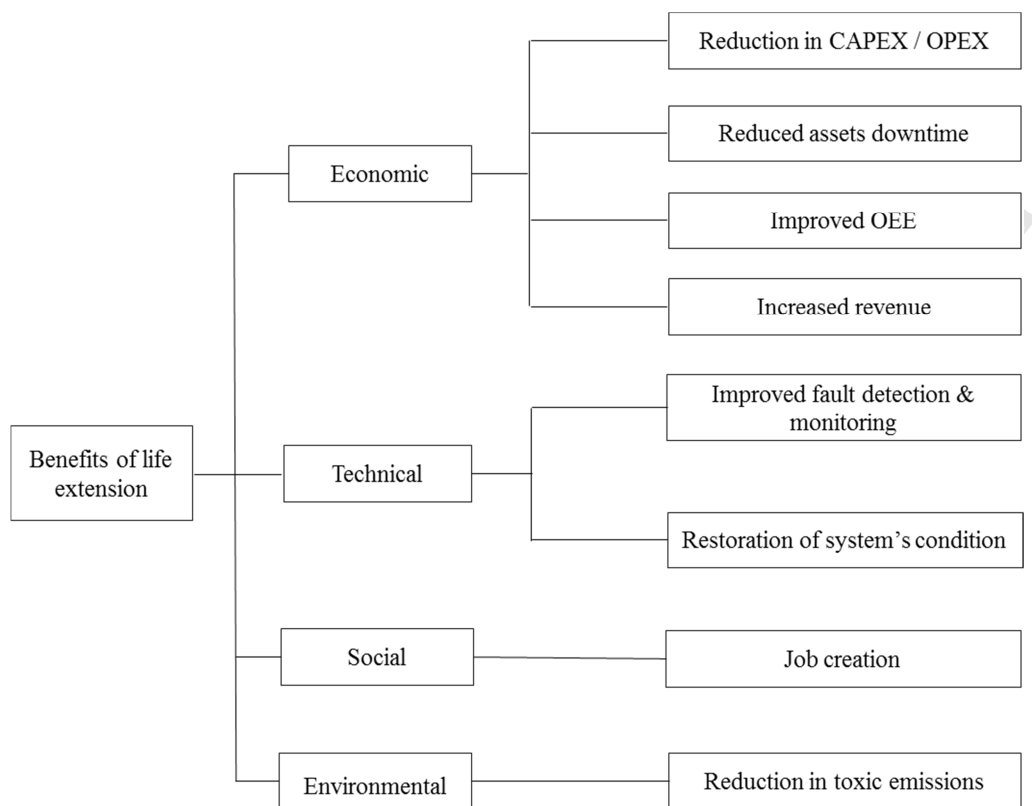 Reduction in CAPEX / OPEX
Reduced assets downtime
Economic
Improved OEE
Increased revenue
Improved fault detection &
monitoring
Benefits of life
extension
Technical
Restoration of system’s condition
Social
Job creation
Environmental
Reduction in toxic emissions